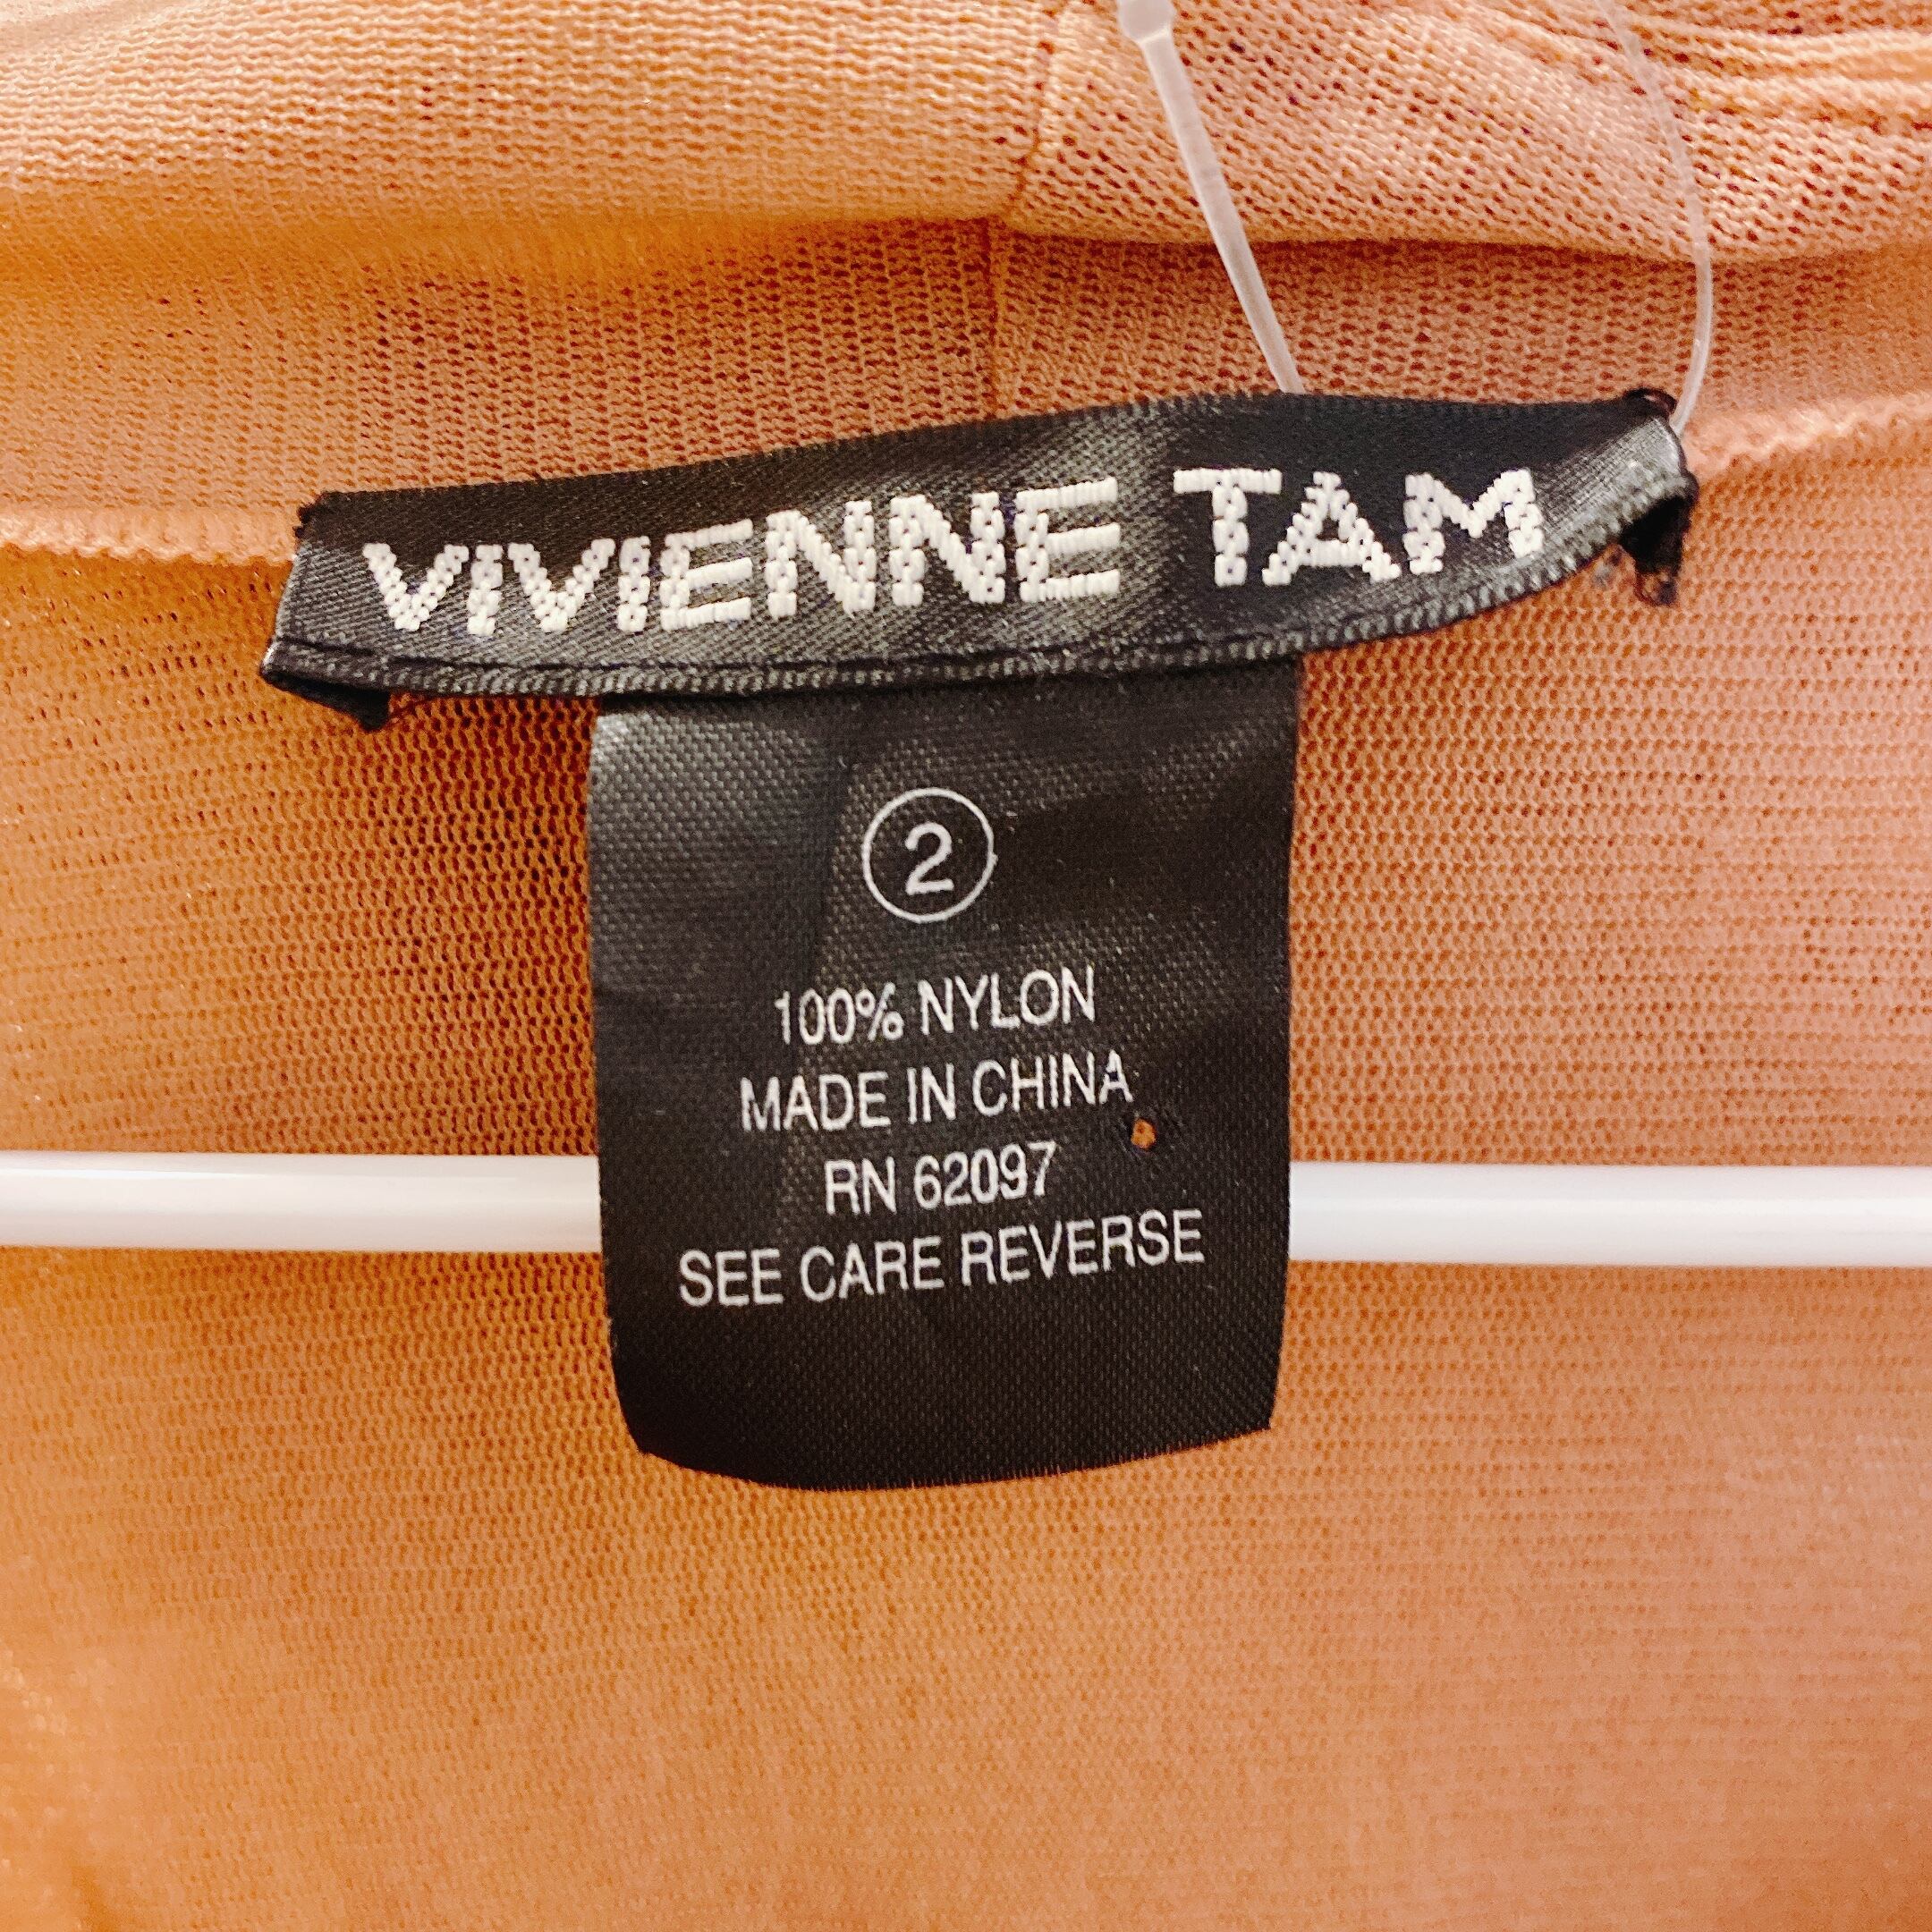 VIVIENNE TAM
2
100% NYLON
MADE IN CHINA
RN 62097
SEE CARE REVERSE